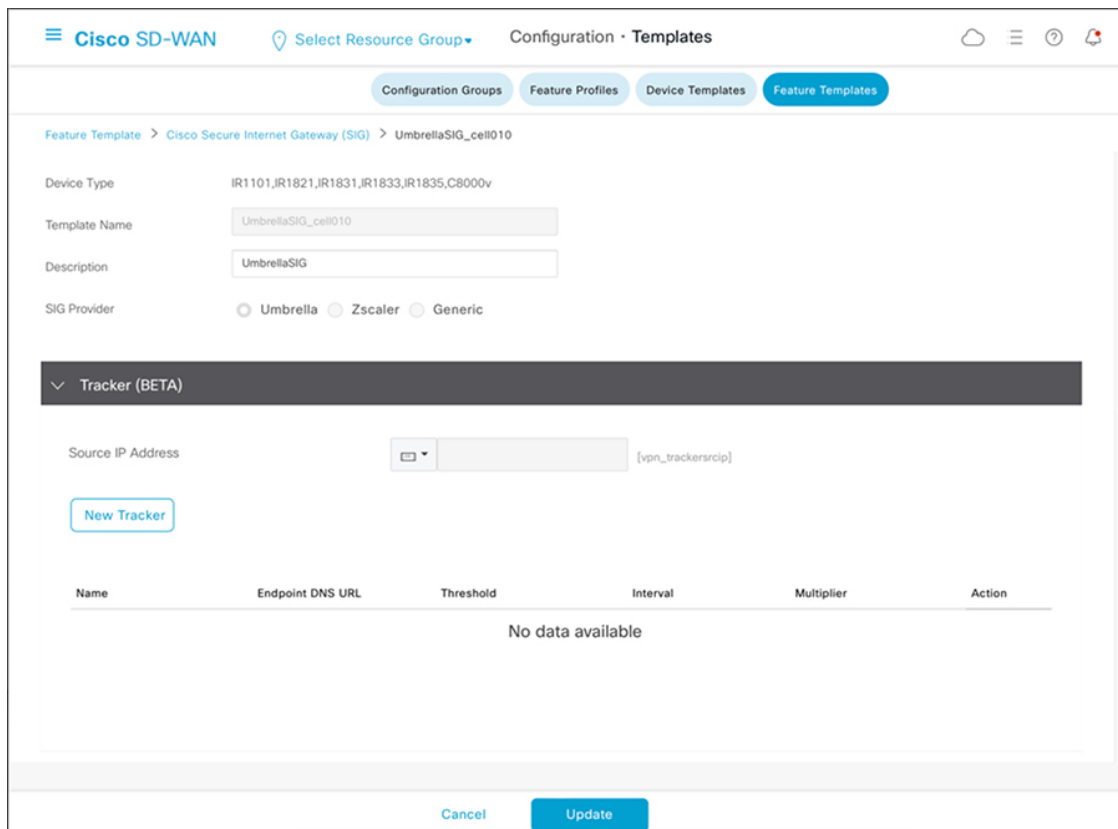 Cisco SD-WAN Select Resource Group Configuration · Templates
Configuration Groups Feature Profiles Device Templates Feature Templates
Feature Template > Cisco Secure Internet Gateway (SIG) > UmbrellaSIG_cell010
Device Type IR1101,IR1821,IR1831,IR1833,IR1835,C8000v
Template Name UmbrellaSIG_cell010
Description UmbrellaSIG
SIG Provider Umbrella Zscaler Generic
Tracker (BETA)
Source IP Address [vpn_trackersrcip]
New Tracker
Name Endpoint DNS URL Threshold Interval Multiplier Action
No data available
Cancel Update